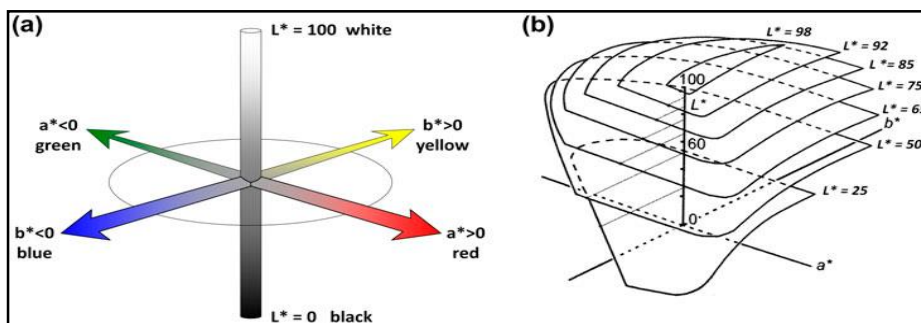 (a)
L* = 100 white
a*<0
green
b*>0
yellow
b*<0
blue
a*>0
red
L* = 0 black
(b)
L* = 98
L* = 92
L* = 85
L* = 75
b*
L* = 50
L* = 25
100
L*
60
0
a*